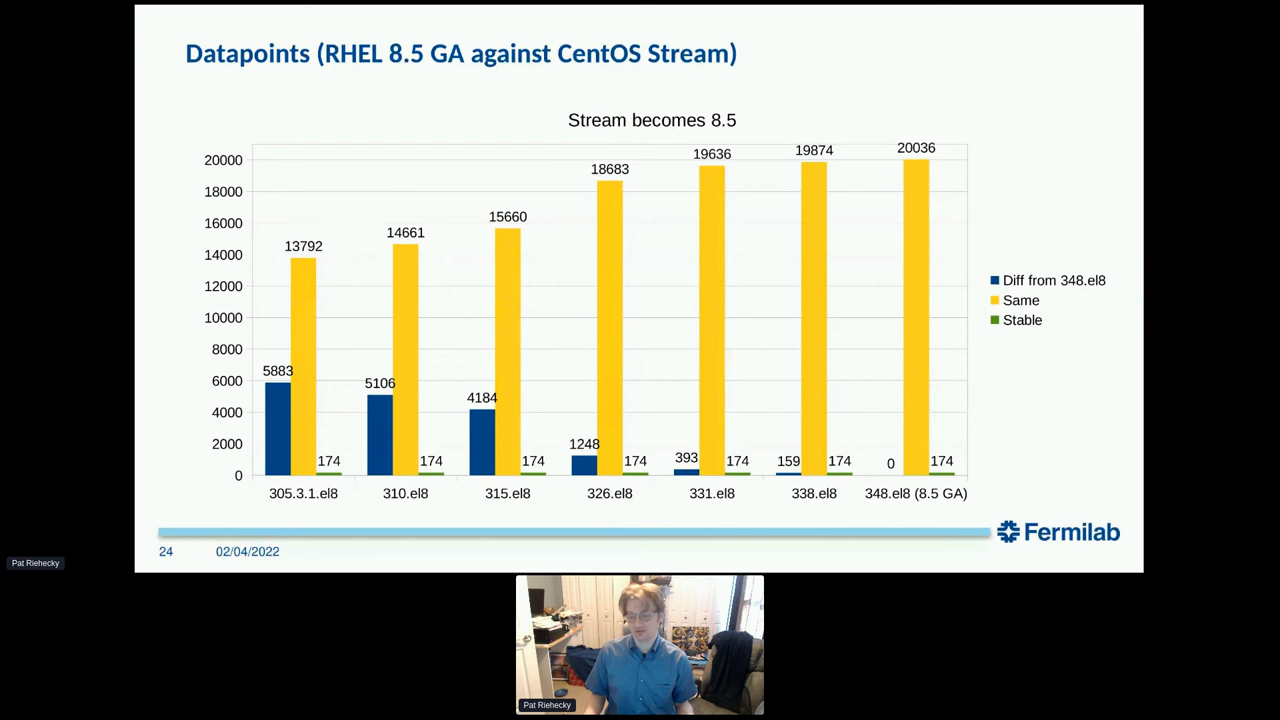 Datapoints (RHEL 8.5 GA against CentOS Stream)
Stream becomes 8.5
20000
18000
16000
14000
12000
10000
8000
6000
4000
2000
0
5883
13792
174
5106
14661
174
4184
15660
174
1248
18683
174
393
19636
174
159
19874
174
0
20036
174
305.3.1.el8
310.el8
315.el8
326.el8
331.el8
338.el8
348.el8 (8.5 GA)
Diff from 348.el8
Same
Stable
Fermilab
24
02/04/2022
Pat Riehecky
Pat Riehecky